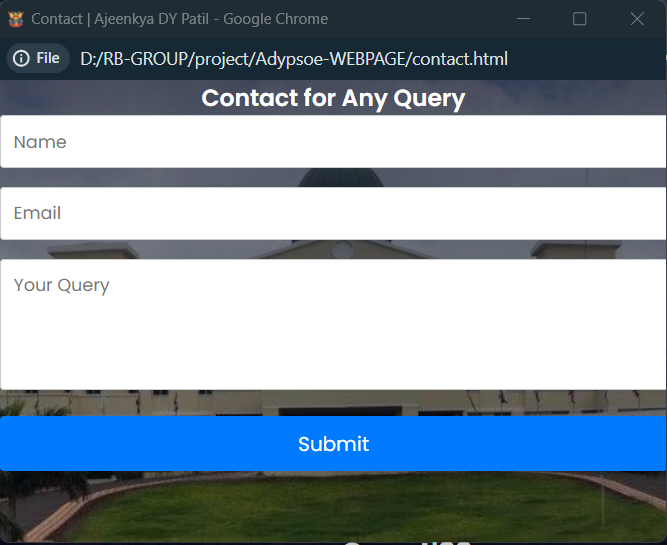 Contact | Ajeenkya DY Patil - Google Chrome
File D:/RB-GROUP/project/Adypsoe-WEBPAGE/contact.html
Contact for Any Query
Name
Email
Your Query
Submit